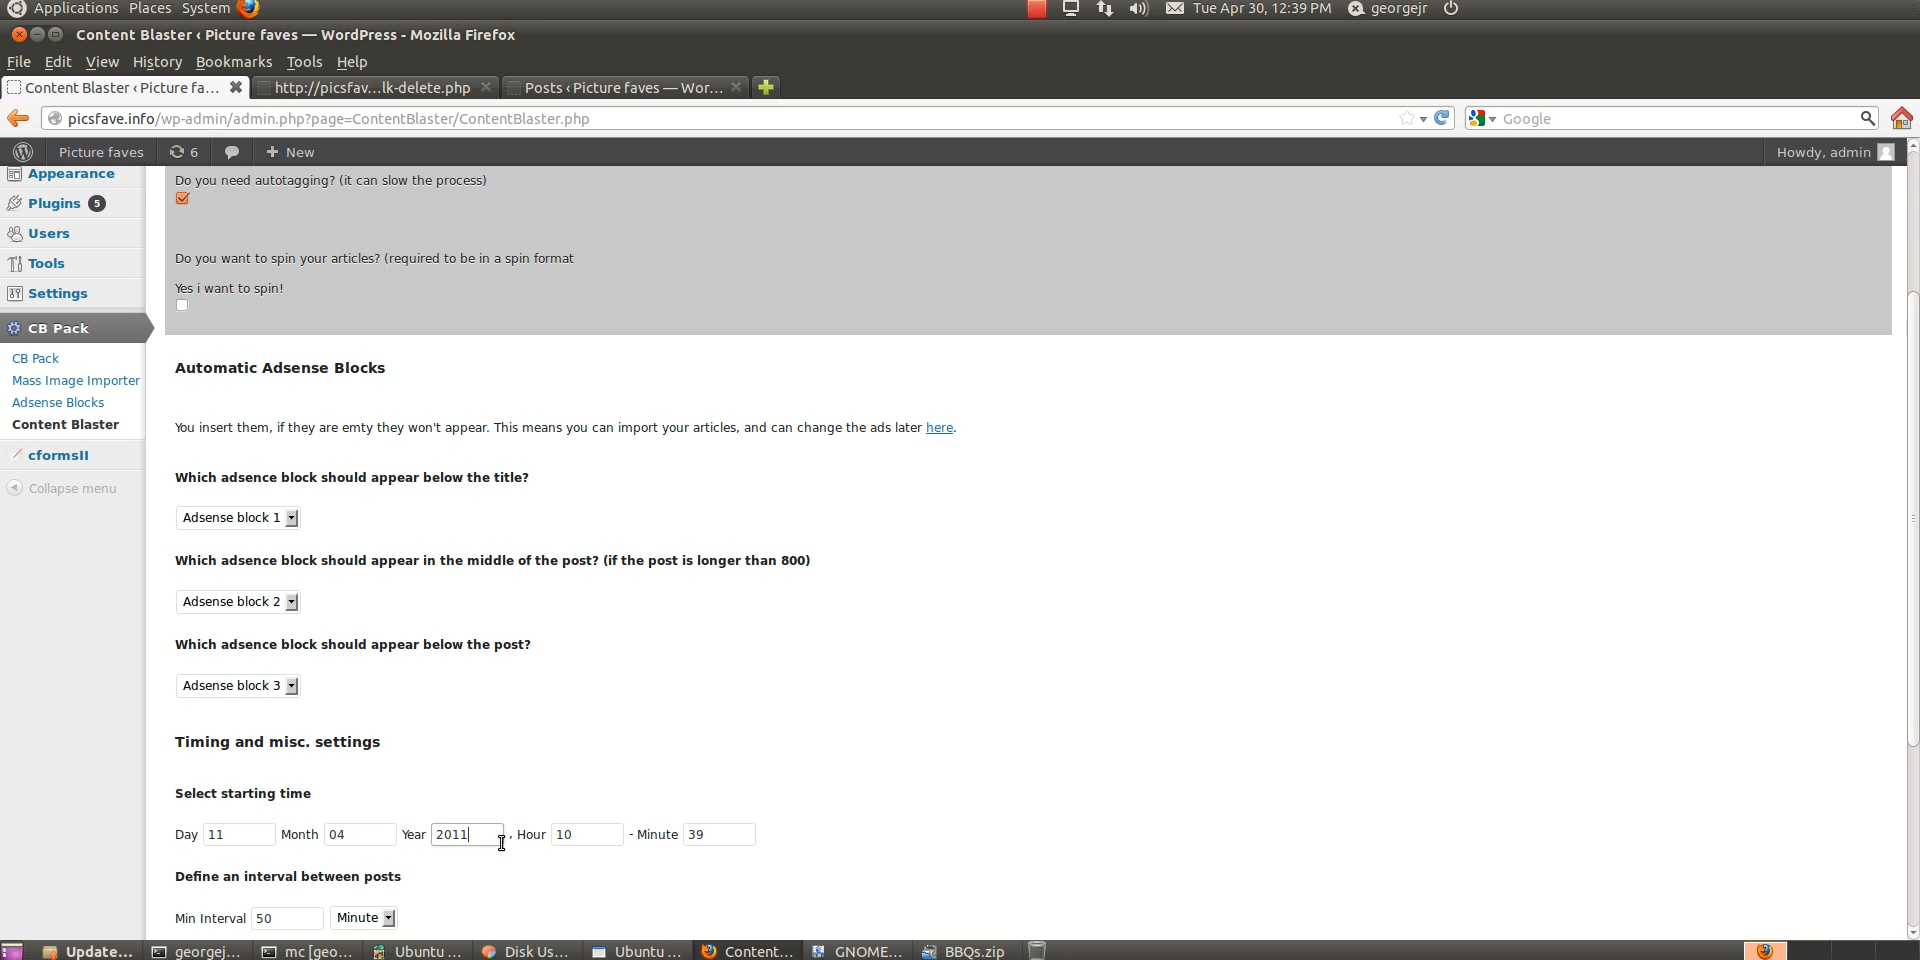 Applications Places System Tue Apr 30, 12:39 PM georgejr
Content Blaster ‹ Picture faves — WordPress - Mozilla Firefox
File Edit View History Bookmarks Tools Help
Content Blaster ‹ Picture fa... http://picsfav...lk-delete.php Posts ‹ Picture faves — Wor...
picsfave.info/wp-admin/admin.php?page=ContentBlaster/ContentBlaster.php Google
Picture faves 6 + New Howdy, admin
Appearance
Plugins 5
Users
Tools
Settings
CB Pack
CB Pack
Mass Image Importer
Adsense Blocks
Content Blaster
cformsII
Collapse menu
Do you need autotagging? (it can slow the process)
Do you want to spin your articles? (required to be in a spin format
Yes i want to spin!
Automatic Adsense Blocks
You insert them, if they are emty they won't appear. This means you can import your articles, and can change the ads later here.
Which adsence block should appear below the title?
Adsense block 1
Which adsence block should appear in the middle of the post? (if the post is longer than 800)
Adsense block 2
Which adsence block should appear below the post?
Adsense block 3
Timing and misc. settings
Select starting time
Day 11 Month 04 Year 2011 , Hour 10 - Minute 39
Define an interval between posts
Min Interval 50 Minute
Update... georgej... mc [geo... Ubuntu ... Disk Us... Ubuntu ... Content... GNOME... BBQs.zip